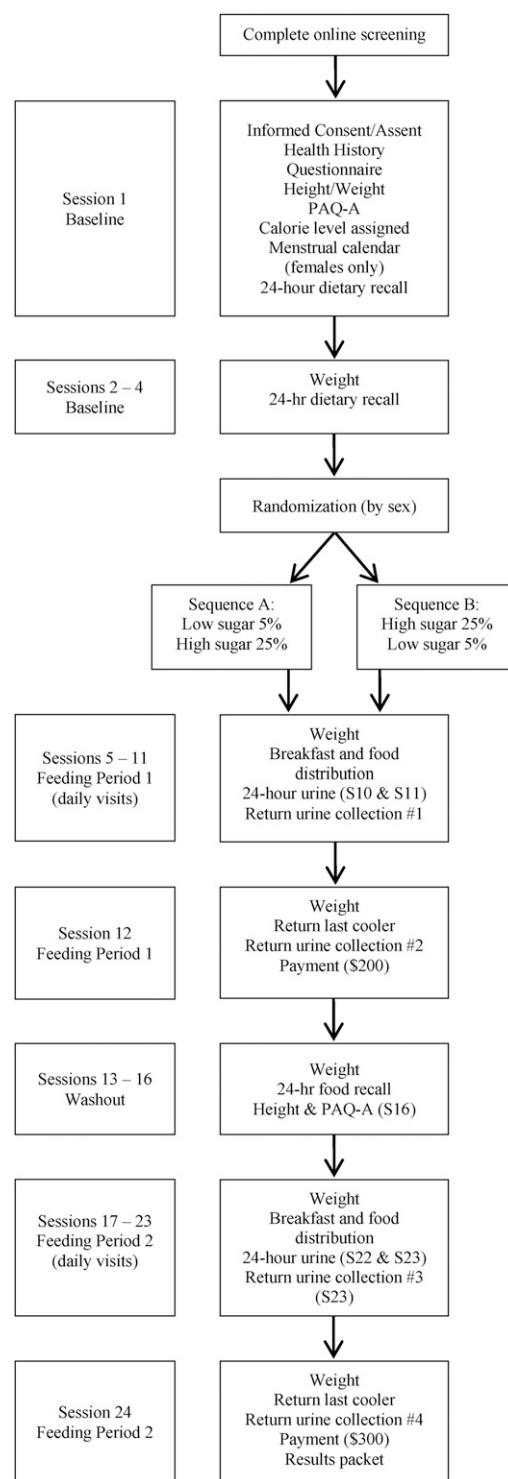 Complete online screening
Session 1
Baseline
Informed Consent/Assent
Health History
Questionnaire
Height/Weight
PAQ-A
Calorie level assigned
Menstrual calendar
(females only)
24-hour dietary recall
Sessions 2 – 4
Baseline
Weight
24-hr dietary recall
Randomization (by sex)
Sequence A:
Low sugar 5%
High sugar 25%
Sequence B:
High sugar 25%
Low sugar 5%
Sessions 5 – 11
Feeding Period 1
(daily visits)
Weight
Breakfast and food
distribution
24-hour urine (S10 & S11)
Return urine collection #1
Session 12
Feeding Period 1
Weight
Return last cooler
Return urine collection #2
Payment ($200)
Sessions 13 – 16
Washout
Weight
24-hr food recall
Height & PAQ-A (S16)
Sessions 17 – 23
Feeding Period 2
(daily visits)
Weight
Breakfast and food
distribution
24-hour urine (S22 & S23)
Return urine collection #3
(S23)
Session 24
Feeding Period 2
Weight
Return last cooler
Return urine collection #4
Payment ($300)
Results packet